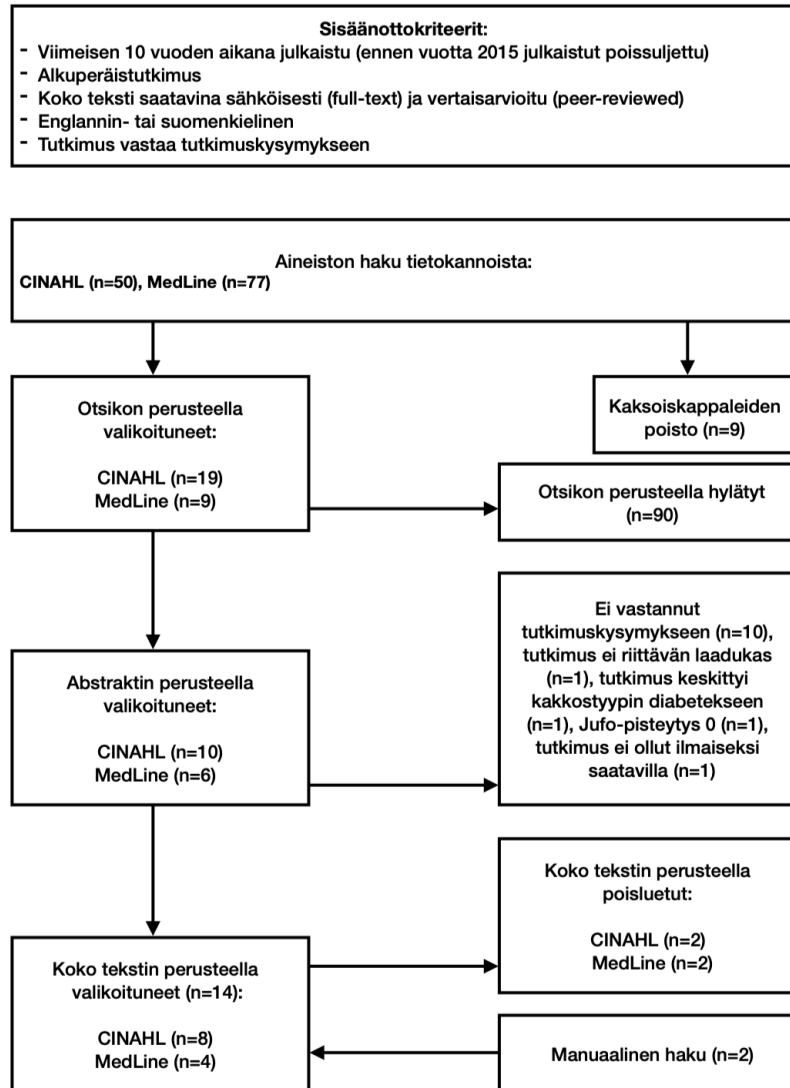 Sisäänottokriteerit:
- Viimeisen 10 vuoden aikana julkaistu (ennen vuotta 2015 julkaistut poissuljettu)
- Alkuperäistutkimus
- Koko teksti saatavina sähköisesti (full-text) ja vertaisarvioitu (peer-reviewed)
- Englannin- tai suomenkielinen
- Tutkimus vastaa tutkimuskysymykseen
Aineiston haku tietokannoista:
CINAHL (n=50), MedLine (n=77)
Otsikon perusteella
valikoituneet:
CINAHL (n=19)
MedLine (n=9)
Kaksoiskappaleiden
poisto (n=9)
Otsikon perusteella hylätyt
(n=90)
Abstraktin perusteella
valikoituneet:
CINAHL (n=10)
MedLine (n=6)
Ei vastannut
tutkimuskysymykseen (n=10),
tutkimus ei riittävän laadukas
(n=1), tutkimus keskittyi
kakkostyypin diabetekseen
(n=1), Jufo-pisteytys 0 (n=1),
tutkimus ei ollut ilmaiseksi
saatavilla (n=1)
Koko tekstin perusteella
poisluetut:
CINAHL (n=2)
MedLine (n=2)
Koko tekstin perusteella
valikoituneet (n=14):
CINAHL (n=8)
MedLine (n=4)
Manuaalinen haku (n=2)